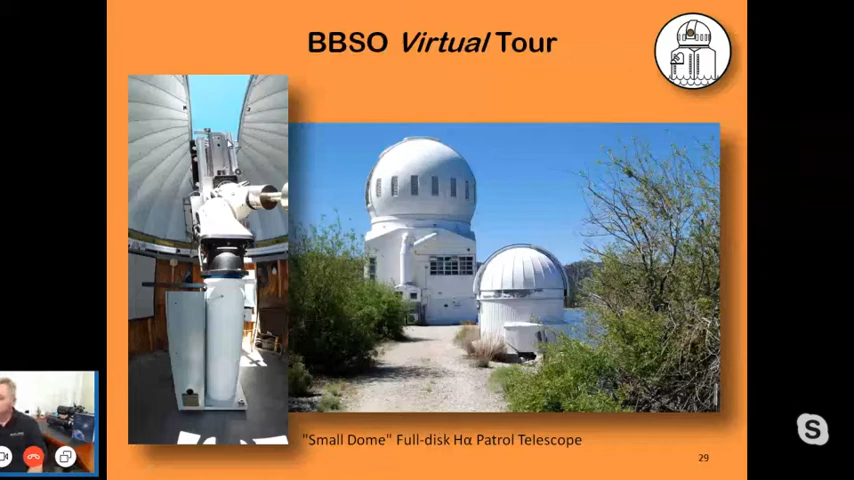 BBSO Virtual Tour
"Small Dome" Full-disk Hα Patrol Telescope
29